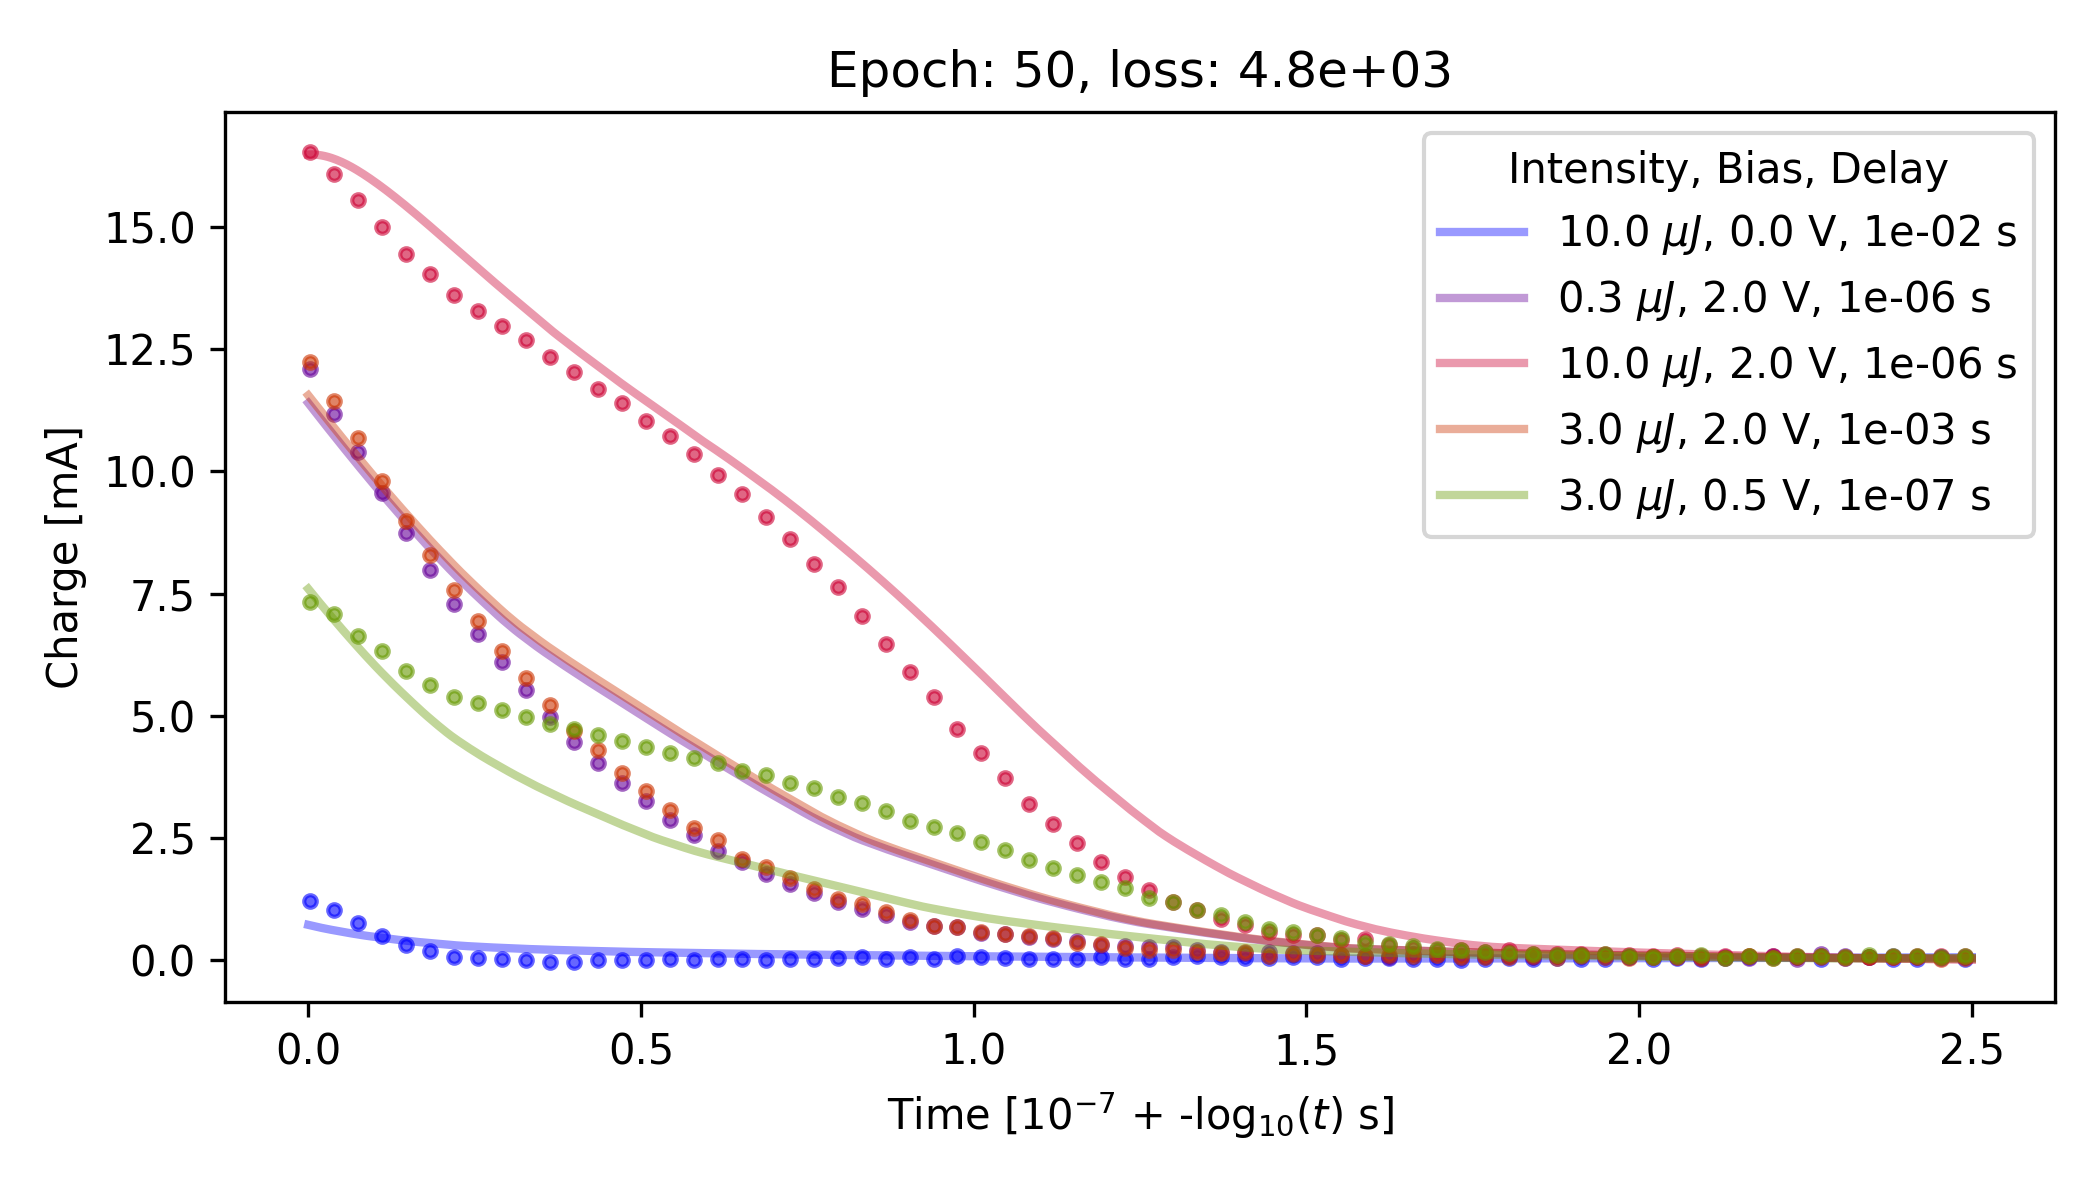 Epoch: 50, loss: 4.8e+03
Charge [mA]
15.0
12.5
10.0
7.5
5.0
2.5
0.0
Intensity, Bias, Delay
10.0 μJ, 0.0 V, 1e-02 s
0.3 μJ, 2.0 V, 1e-06 s
10.0 μJ, 2.0 V, 1e-06 s
3.0 μJ, 2.0 V, 1e-03 s
3.0 μJ, 0.5 V, 1e-07 s
0.0 0.5 1.0 1.5 2.0 2.5
Time [10⁻⁷ + -log₁₀(t) s]